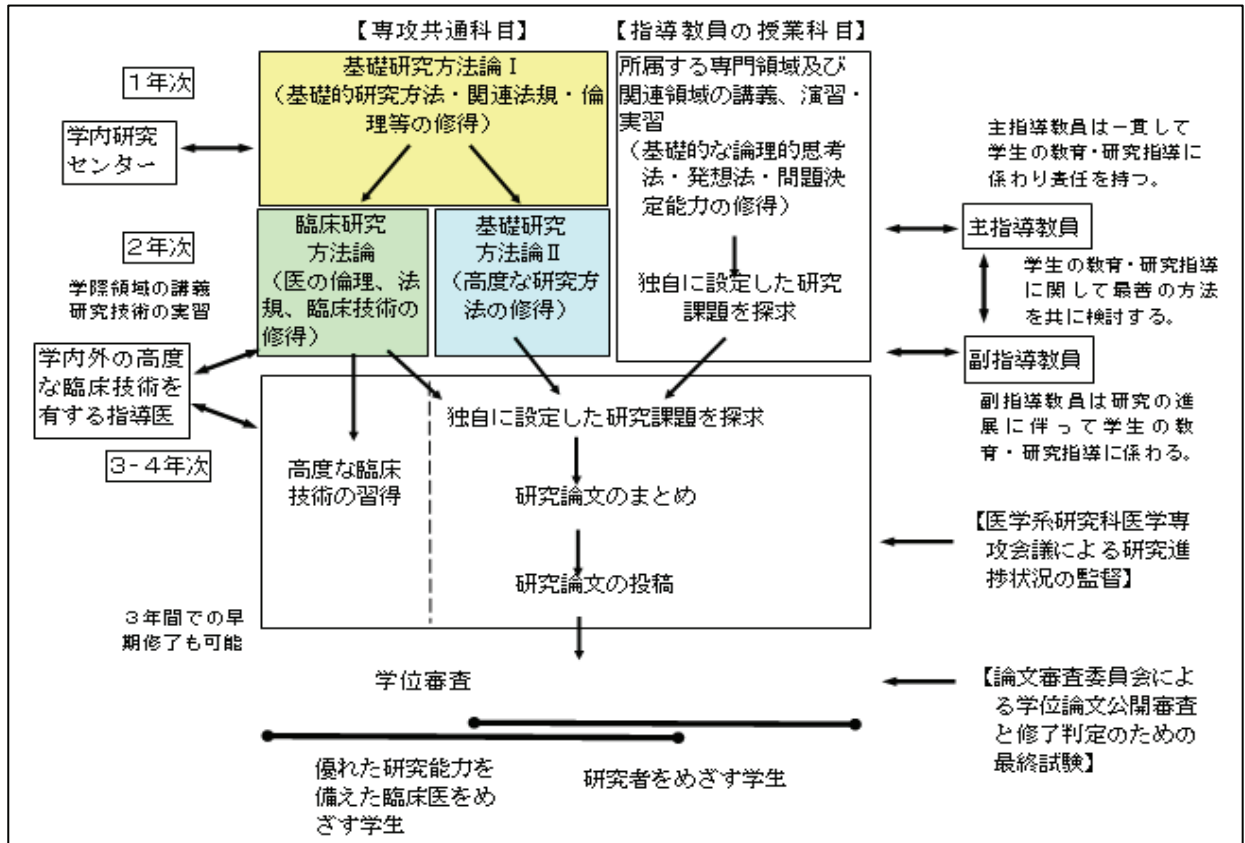 【専攻共通科目】
【指導教員の授業科目】
1年次
基礎研究方法論Ⅰ
(基礎的研究方法・関連法規・倫
理等の修得)
学内研究
センター
所属する専門領域及び
関連領域の講義、演習・
実習
(基礎的な論理的思考
法・発想法・問題決
定能力の修得)
独自に設定した研究
課題を探求
主指導教員は一貫して
学生の教育・研究指導に
係わり責任を持つ。
主指導教員
学生の教育・研究指導
に関して最善の方法
を共に検討する。
副指導教員
副指導教員は研究の進
展に伴って学生の教
育・研究指導に係わる。
2年次
学際領域の講義
研究技術の実習
臨床研究
方法論
(医の倫理、法
規、臨床技術の
修得)
基礎研究
方法論Ⅱ
(高度な研究方
法の修得)
学内外の高度
な臨床技術を
有する指導医
3-4年次
独自に設定した研究課題を探求
高度な臨床
技術の習得
研究論文のまとめ
研究論文の投稿
【医学系研究科医学専
攻会議による研究進
捗状況の監督】
3年間での早
期修了も可能
学位審査
【論文審査委員会によ
る学位論文公開審査
と修了判定のための
最終試験】
優れた研究能力を
備えた臨床医をめ
ざす学生
研究者をめざす学生